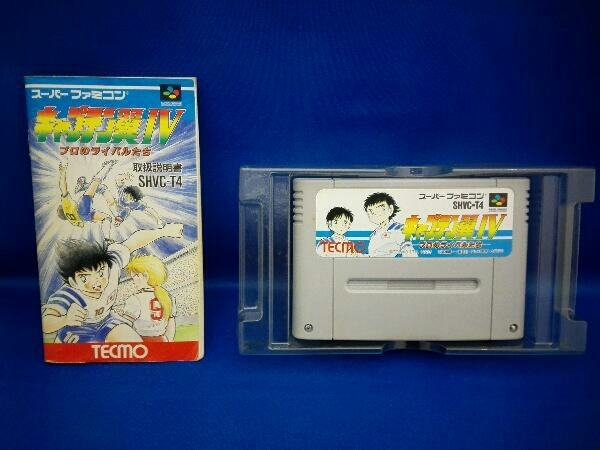 スーパーファミコン
キャプテン翼IV
プロのライバルたち
取扱説明書
SHVC-T4
10
9
TECMO
スーパーファミコン
SHVC-T4
キャプテン翼IV
プロのライバルたち
TECMO